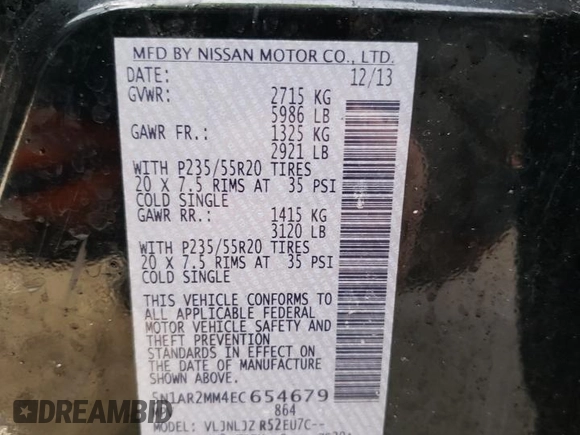 MFD BY NISSAN MOTOR CO., LTD.
DATE: 12/13
GVWR: 2715 KG
5986 LB
GAWR FR.: 1325 KG
2921 LB
WITH P235/55R20 TIRES
20 X 7.5 RIMS AT 35 PSI
COLD SINGLE
GAWR RR.: 1415 KG
3120 LB
WITH P235/55R20 TIRES
20 X 7.5 RIMS AT 35 PSI
COLD SINGLE
THIS VEHICLE CONFORMS TO
ALL APPLICABLE FEDERAL
MOTOR VEHICLE SAFETY AND
THEFT PREVENTION
STANDARDS IN EFFECT ON
THE DATE OF MANUFACTURE
SHOWN ABOVE.
5N1AR2MM4EC654679
864
MODEL: VLJNLJZ R52EU7C--
© AUTOBIDMASTER